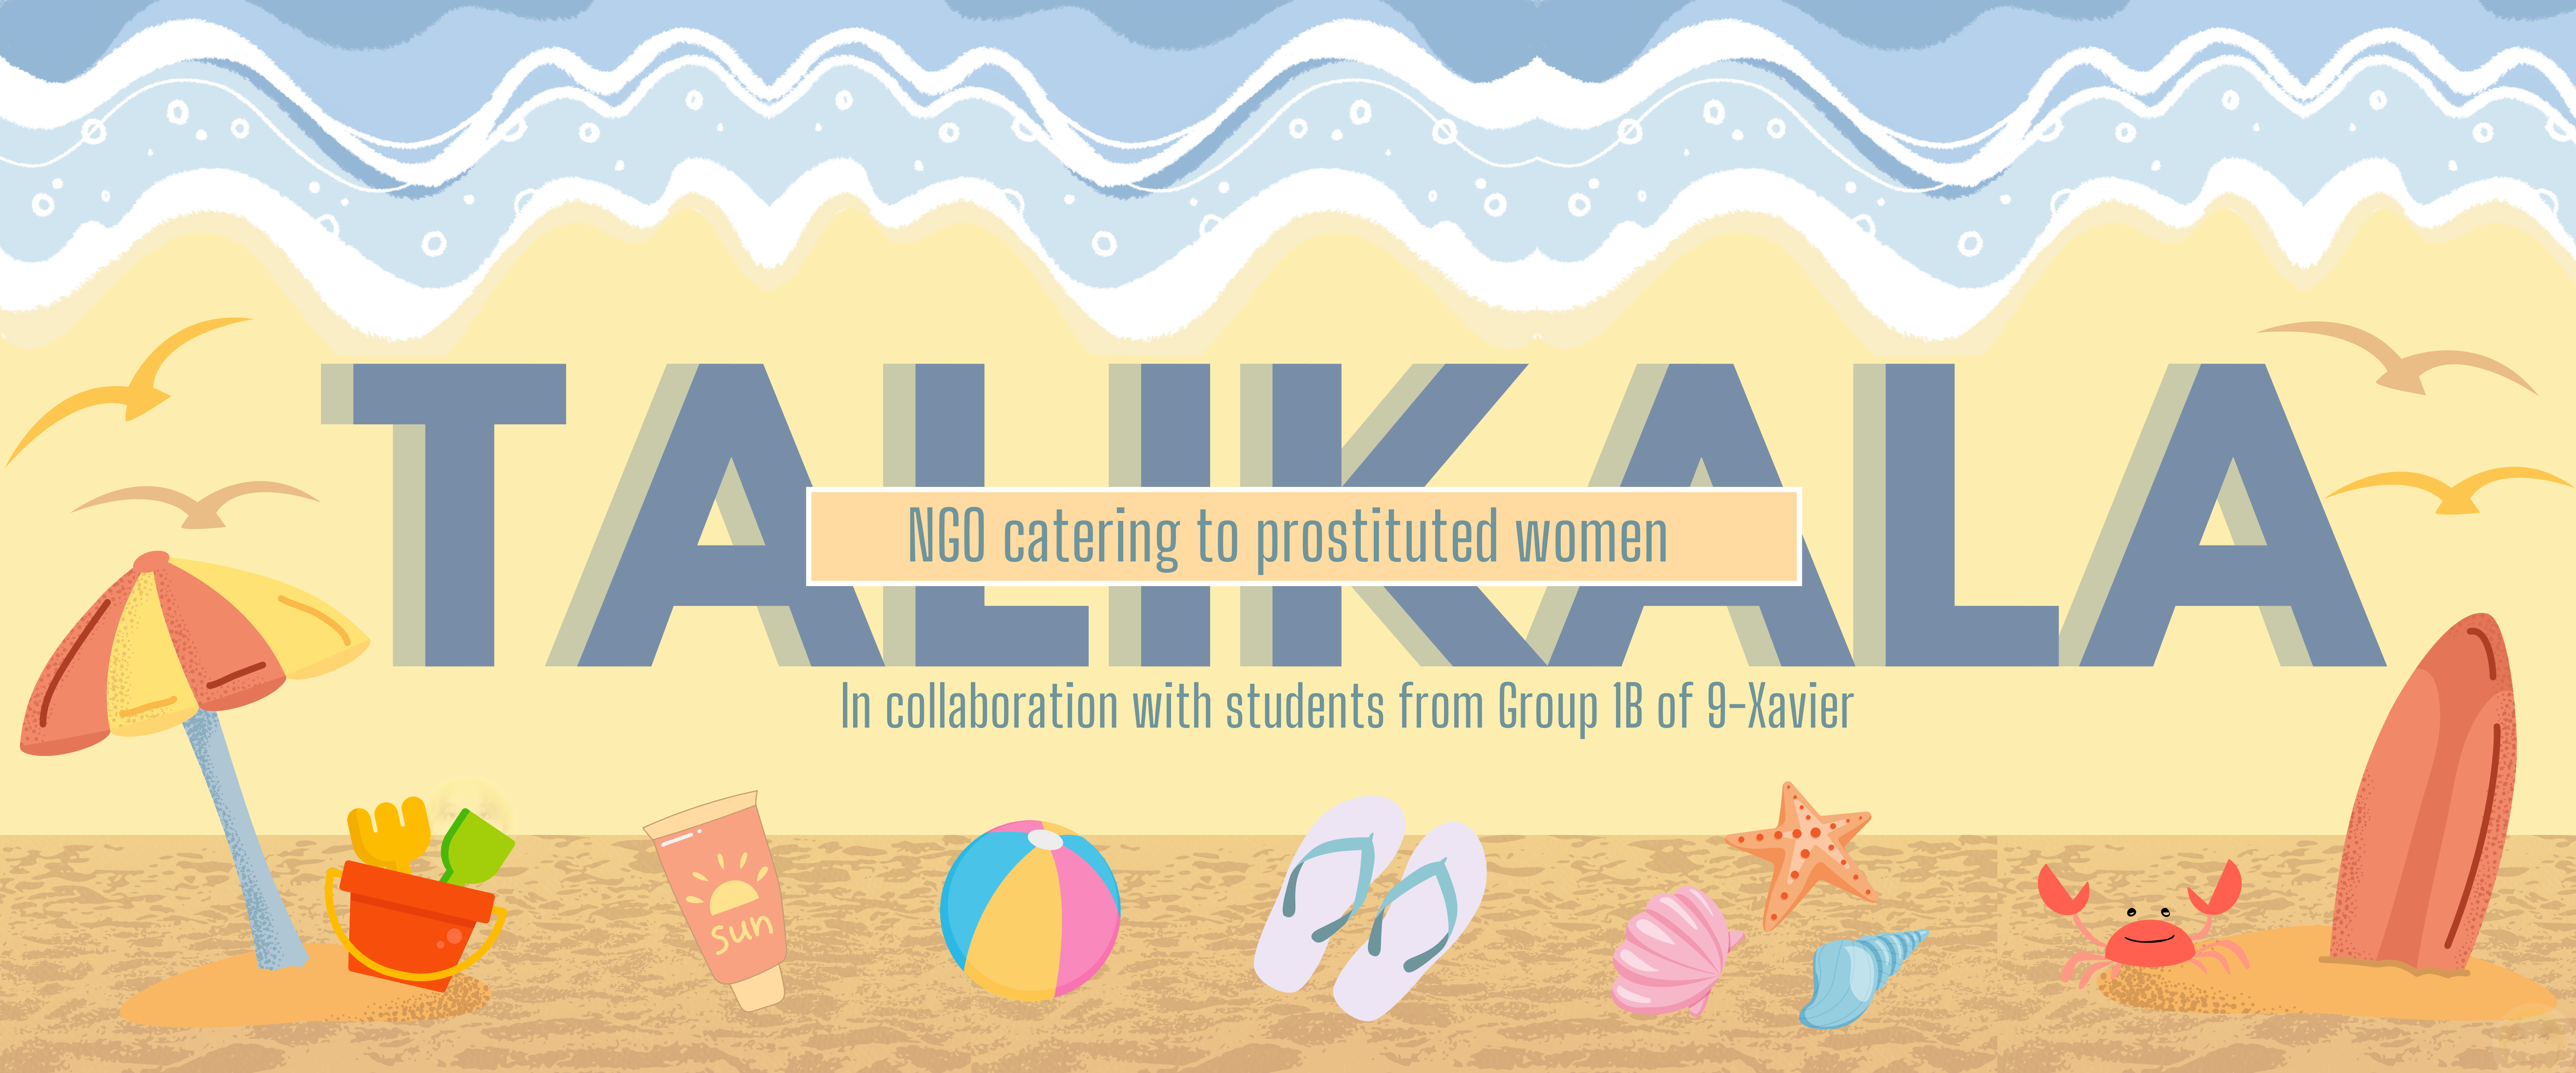 TALIKALA
NGO catering to prostituted women
In collaboration with students from Group 1B of 9-Xavier
sun